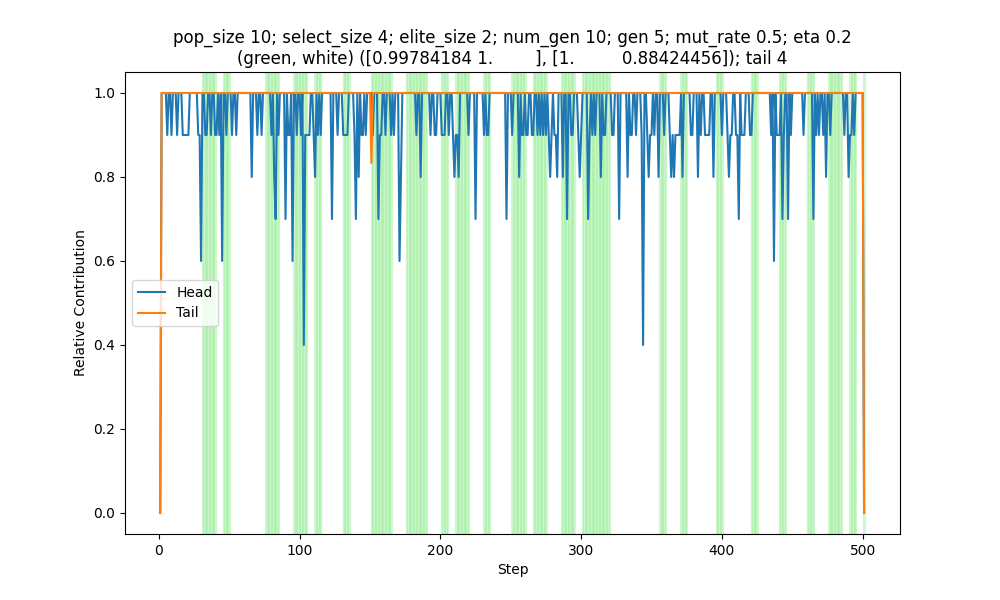 pop_size 10; select_size 4; elite_size 2; num_gen 10; gen 5; mut_rate 0.5; eta 0.2
(green, white) ([0.99784184 1.        ], [1.         0.88424456]); tail 4
1.0
0.8
0.6
0.4
0.2
0.0
Relative Contribution
Head
Tail
0
100
200
300
400
500
Step